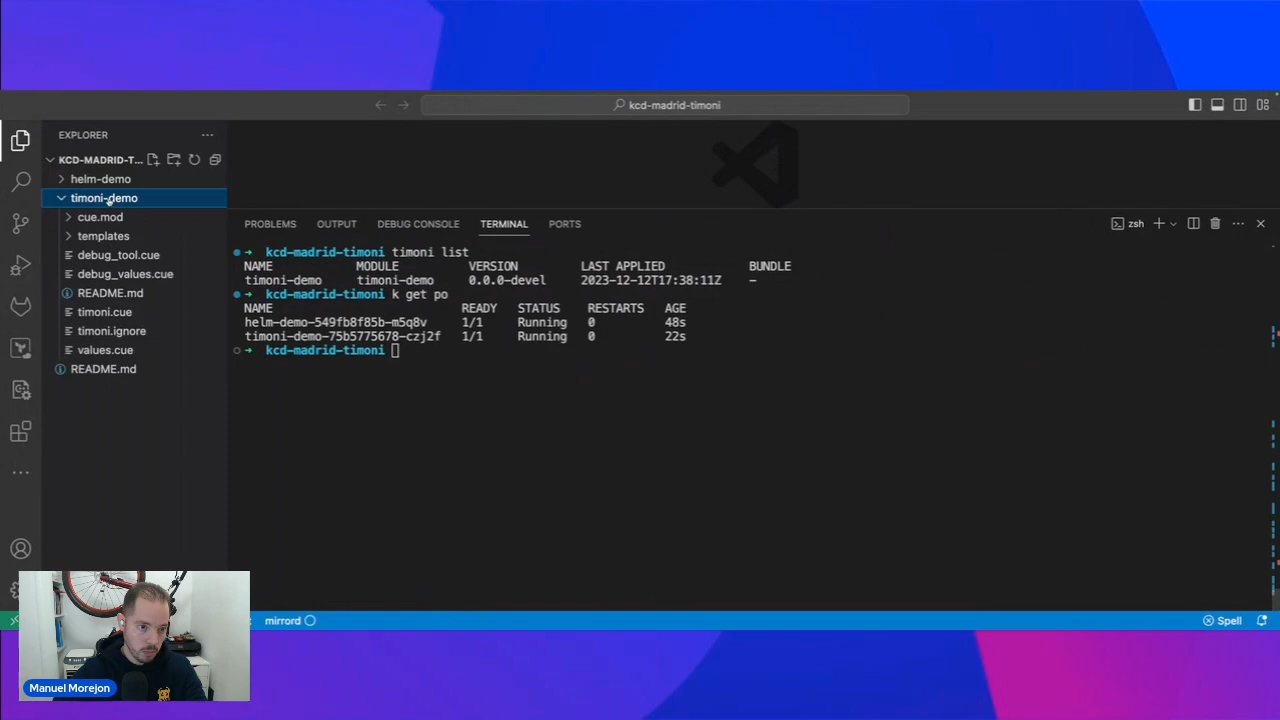 kcd-madrid-timoni
EXPLORER
KCD-MADRID-T...
helm-demo
timoni-demo
cue.mod
templates
debug_tool.cue
debug_values.cue
README.md
timoni.cue
timoni.ignore
values.cue
README.md
PROBLEMS OUTPUT DEBUG CONSOLE TERMINAL PORTS
zsh
kcd-madrid-timoni timoni list
NAME MODULE VERSION LAST APPLIED BUNDLE
timoni-demo timoni-demo 0.0.0-devel 2023-12-12T17:38:11Z -
kcd-madrid-timoni k get po
NAME READY STATUS RESTARTS AGE
helm-demo-549fb8f85b-m5q8v 1/1 Running 0 48s
timoni-demo-75b5775678-czj2f 1/1 Running 0 22s
kcd-madrid-timoni
mirrord
Spell
Manuel Morejon